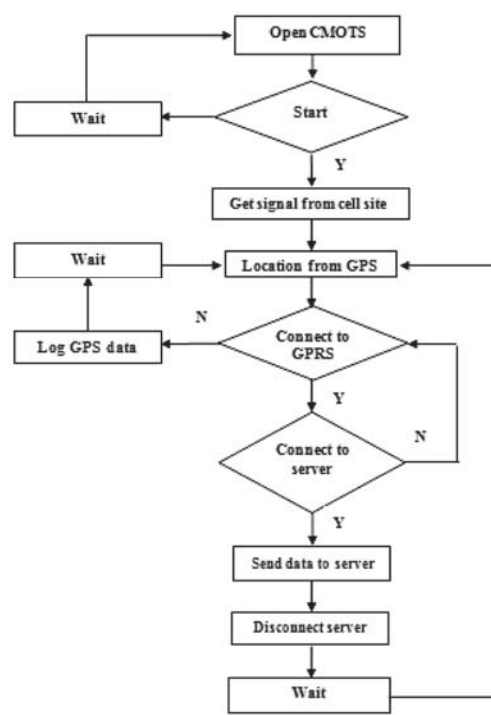 Open CMOTS
Wait
Start
Y
Get signal from cell site
Wait
Location from GPS
N
Log GPS data
Connect to
GPRS
Y
N
Connect to
server
Y
Send data to server
Disconnect server
Wait